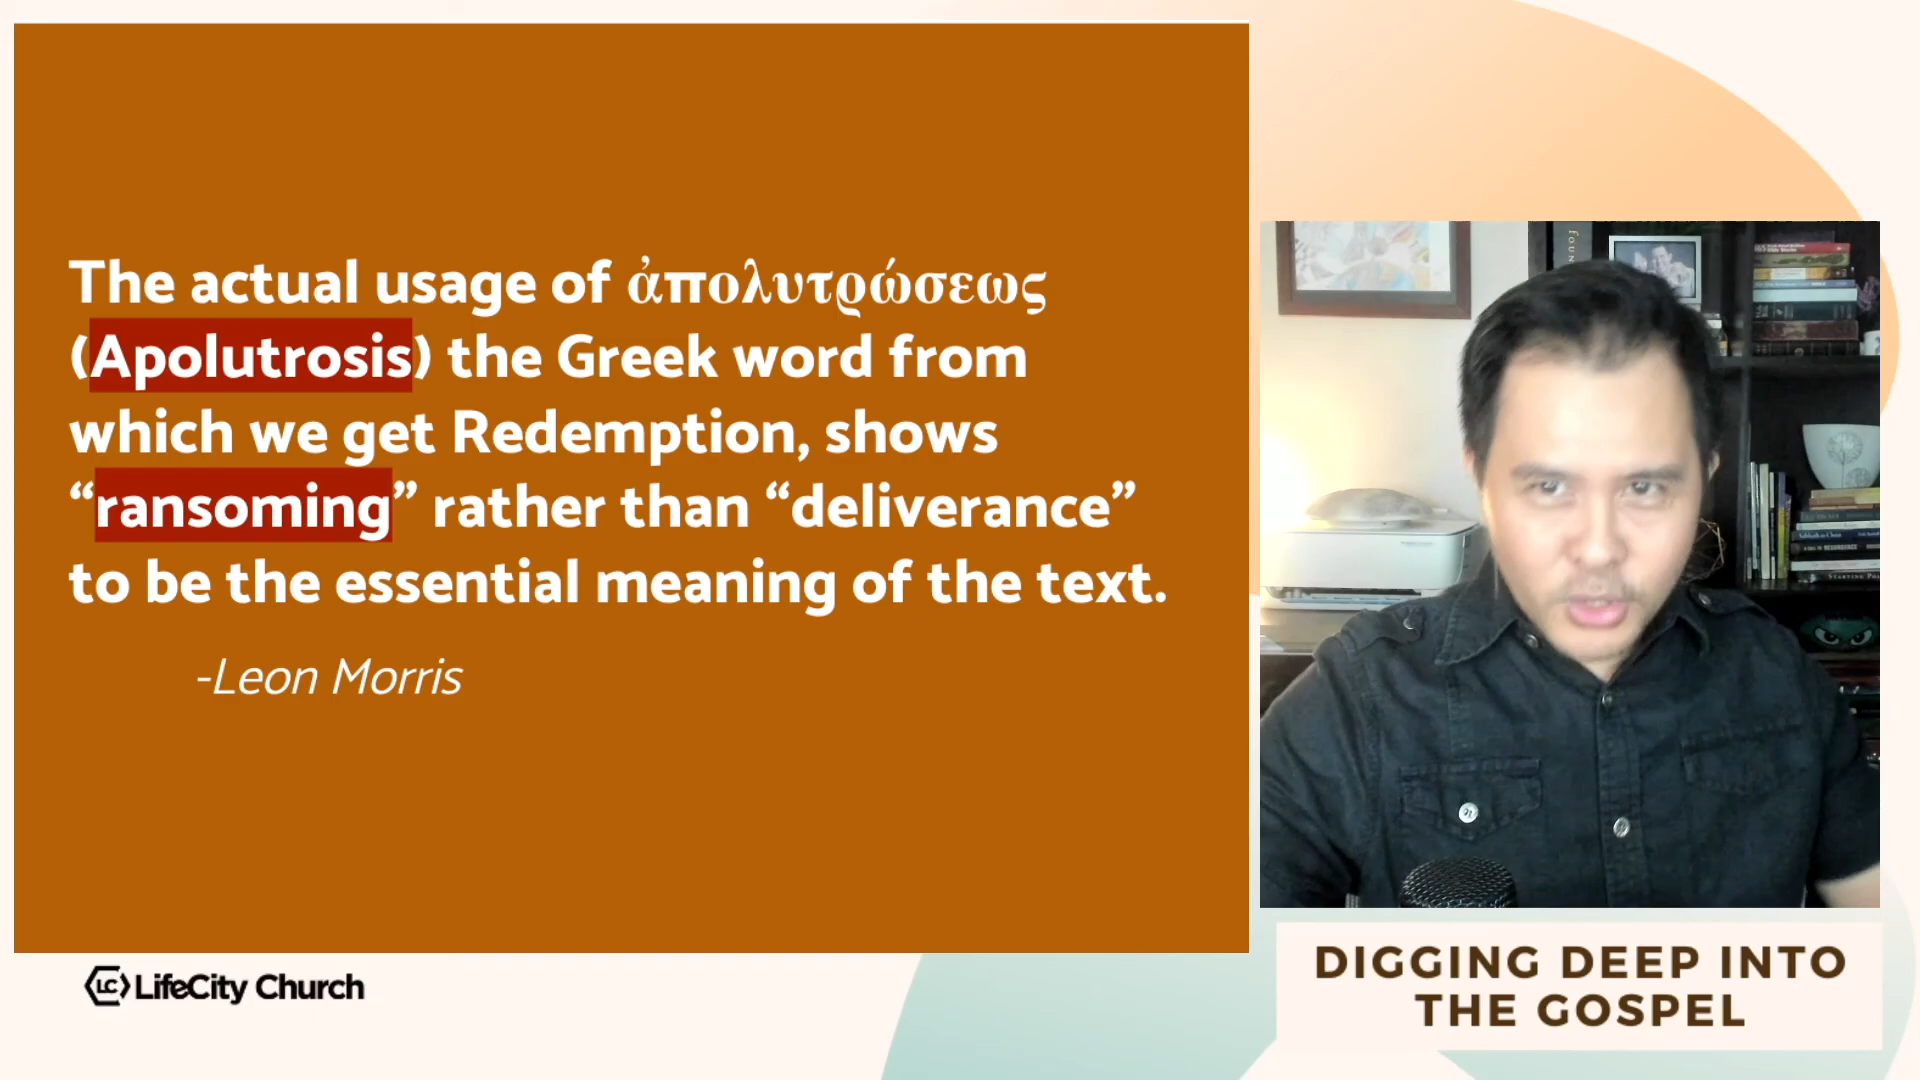 The actual usage of ἀπολυτρώσεως
(Apolutrosis) the Greek word from
which we get Redemption, shows
“ransoming” rather than “deliverance”
to be the essential meaning of the text.
-Leon Morris
LC LifeCity Church
DIGGING DEEP INTO
THE GOSPEL